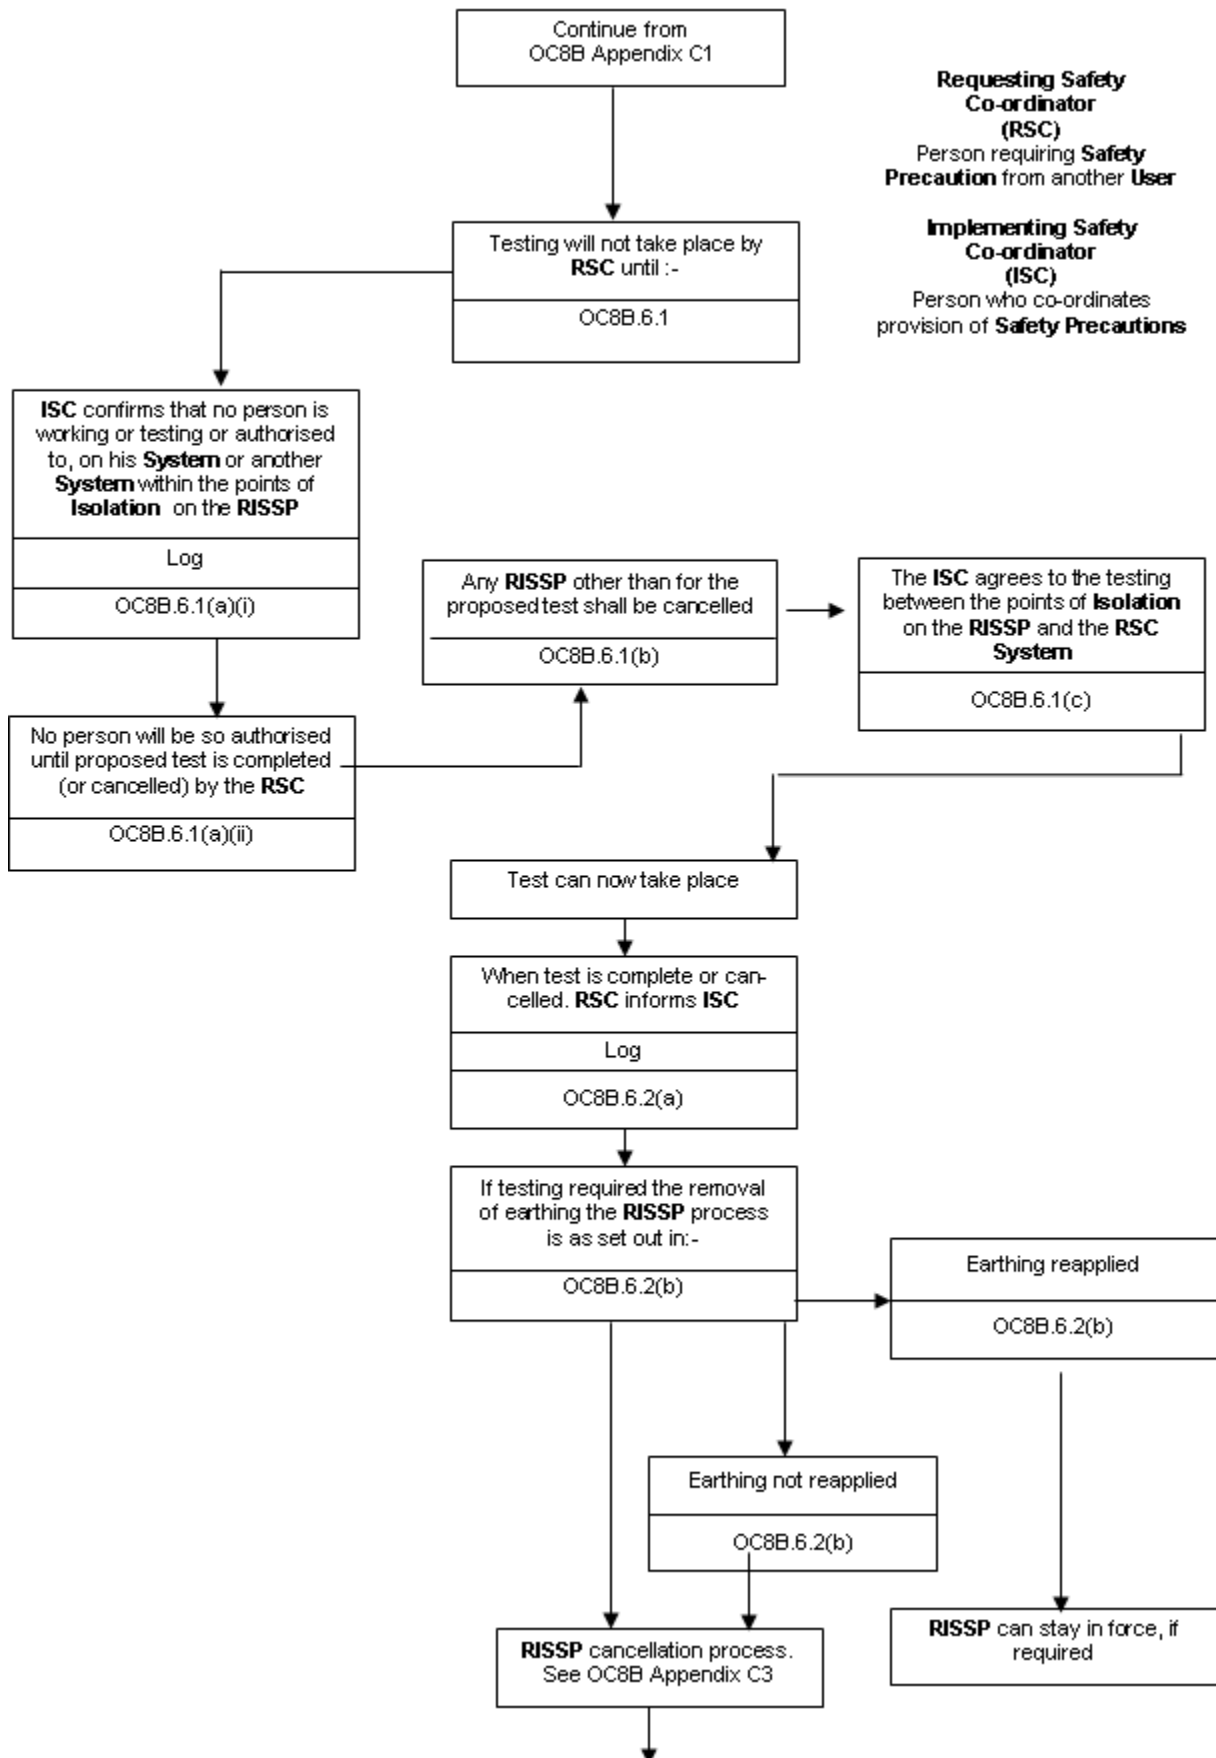 Continue from
OC8B Appendix C1
Requesting Safety
Co-ordinator
(RSC)
Person requiring Safety
Precaution from another User
Implementing Safety
Co-ordinator
(ISC)
Person who co-ordinates
provision of Safety Precautions
Testing will not take place by
RSC until :-
OC8B.6.1
ISC confirms that no person is
working or testing or authorised
to, on his System or another
System within the points of
Isolation on the RISSP
Log
OC8B.6.1(a)(i)
No person will be so authorised
until proposed test is completed
(or cancelled) by the RSC
OC8B.6.1(a)(ii)
Any RISSP other than for the
proposed test shall be cancelled
OC8B.6.1(b)
The ISC agrees to the testing
between the points of Isolation
on the RISSP and the RSC
System
OC8B.6.1(c)
Test can now take place
When test is complete or can-
celled. RSC informs ISC
Log
OC8B.6.2(a)
If testing required the removal
of earthing the RISSP process
is as set out in:-
OC8B.6.2(b)
Earthing reapplied
OC8B.6.2(b)
Earthing not reapplied
OC8B.6.2(b)
RISSP can stay in force, if
required
RISSP cancellation process.
See OC8B Appendix C3